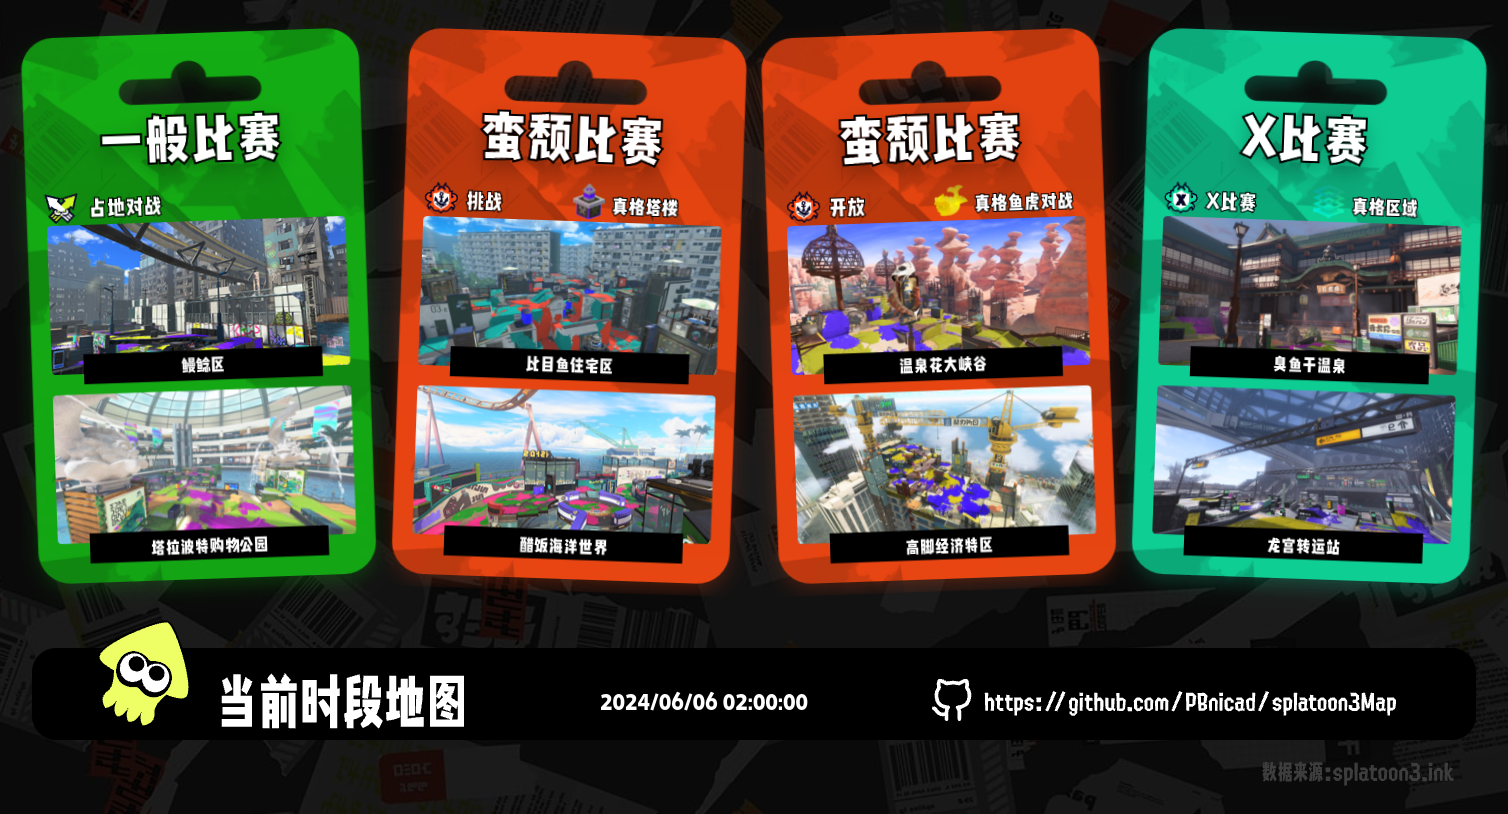 一般比赛
占地对战
鳗鲶区
塔拉波特购物公园
蛮颓比赛
挑战
真格塔楼
比目鱼住宅区
醋饭海洋世界
蛮颓比赛
开放
真格鱼虎对战
温泉花大峡谷
高脚经济特区
X比赛
X比赛
真格区域
臭鱼干温泉
龙宫转运站
当前时段地图
2024/06/06 02:00:00
https://github.com/PBnicad/splatoon3Map
数据来源:splatoon3.ink